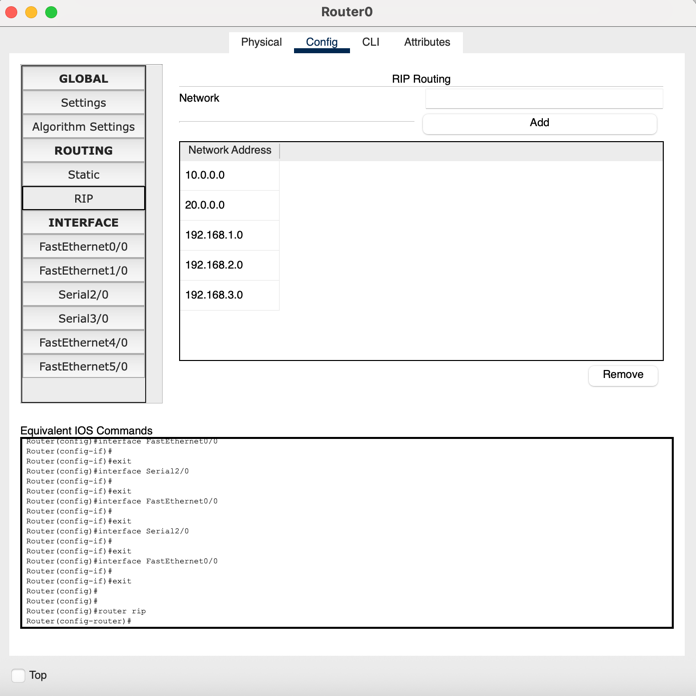 Router0
Physical Config CLI Attributes
GLOBAL
Settings
Algorithm Settings
ROUTING
Static
RIP
INTERFACE
FastEthernet0/0
FastEthernet1/0
Serial2/0
Serial3/0
FastEthernet4/0
FastEthernet5/0
RIP Routing
Network
Add
Network Address
10.0.0.0
20.0.0.0
192.168.1.0
192.168.2.0
192.168.3.0
Remove
Equivalent IOS Commands
Router(config)#interface FastEthernet0/0
Router(config-if)#
Router(config-if)#exit
Router(config)#interface Serial2/0
Router(config-if)#
Router(config-if)#exit
Router(config)#interface FastEthernet0/0
Router(config-if)#
Router(config-if)#exit
Router(config)#interface Serial2/0
Router(config-if)#
Router(config-if)#exit
Router(config)#interface FastEthernet0/0
Router(config-if)#
Router(config-if)#exit
Router(config)#
Router(config)#
Router(config)#router rip
Router(config-router)#
Top